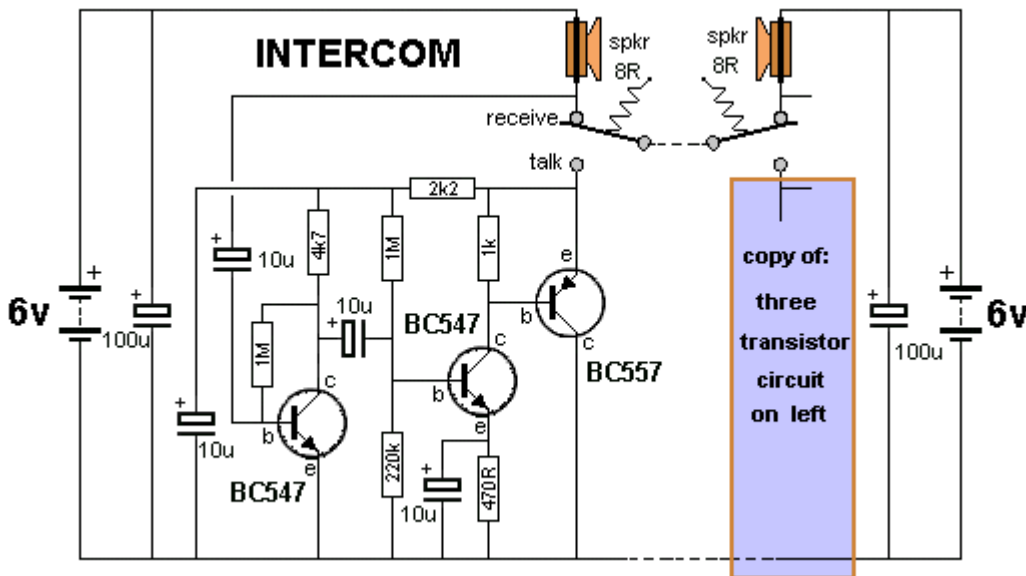 INTERCOM
spkr
8R
spkr
8R
receive
talk
2k2
4k7
1M
1k
+
10u
+
10u
BC547
e
b
c
BC557
+
6v
+
100u
1M
c
b
e
BC547
+
10u
220k
c
b
e
+
10u
470R
copy of:
three
transistor
circuit
on left
+
100u
+
6v